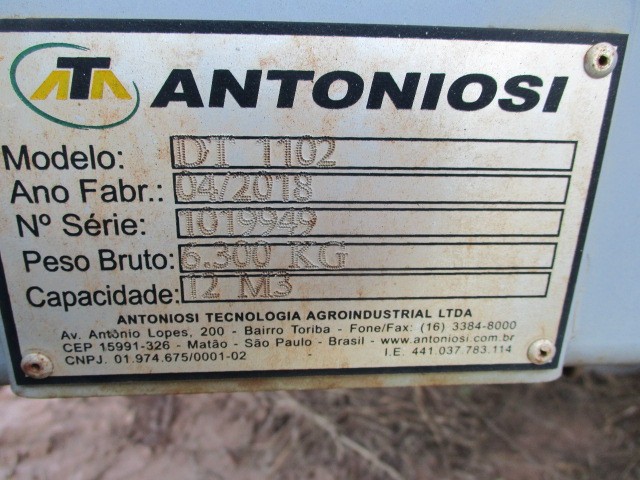 ATA ANTONIOSI
Modelo: DT 1102
Ano Fabr.: 04/2018
Nº Série: 1019949
Peso Bruto: 6.300 KG
Capacidade: 12 M3
ANTONIOSI TECNOLOGIA AGROINDUSTRIAL LTDA
Av. Antônio Lopes, 200 - Bairro Toriba - Fone/Fax: (16) 3384-8000
CEP 15991-326 - Matão - São Paulo - Brasil - www.antoniosi.com.br
CNPJ. 01.974.675/0001-02 I.E. 441.037.783.114